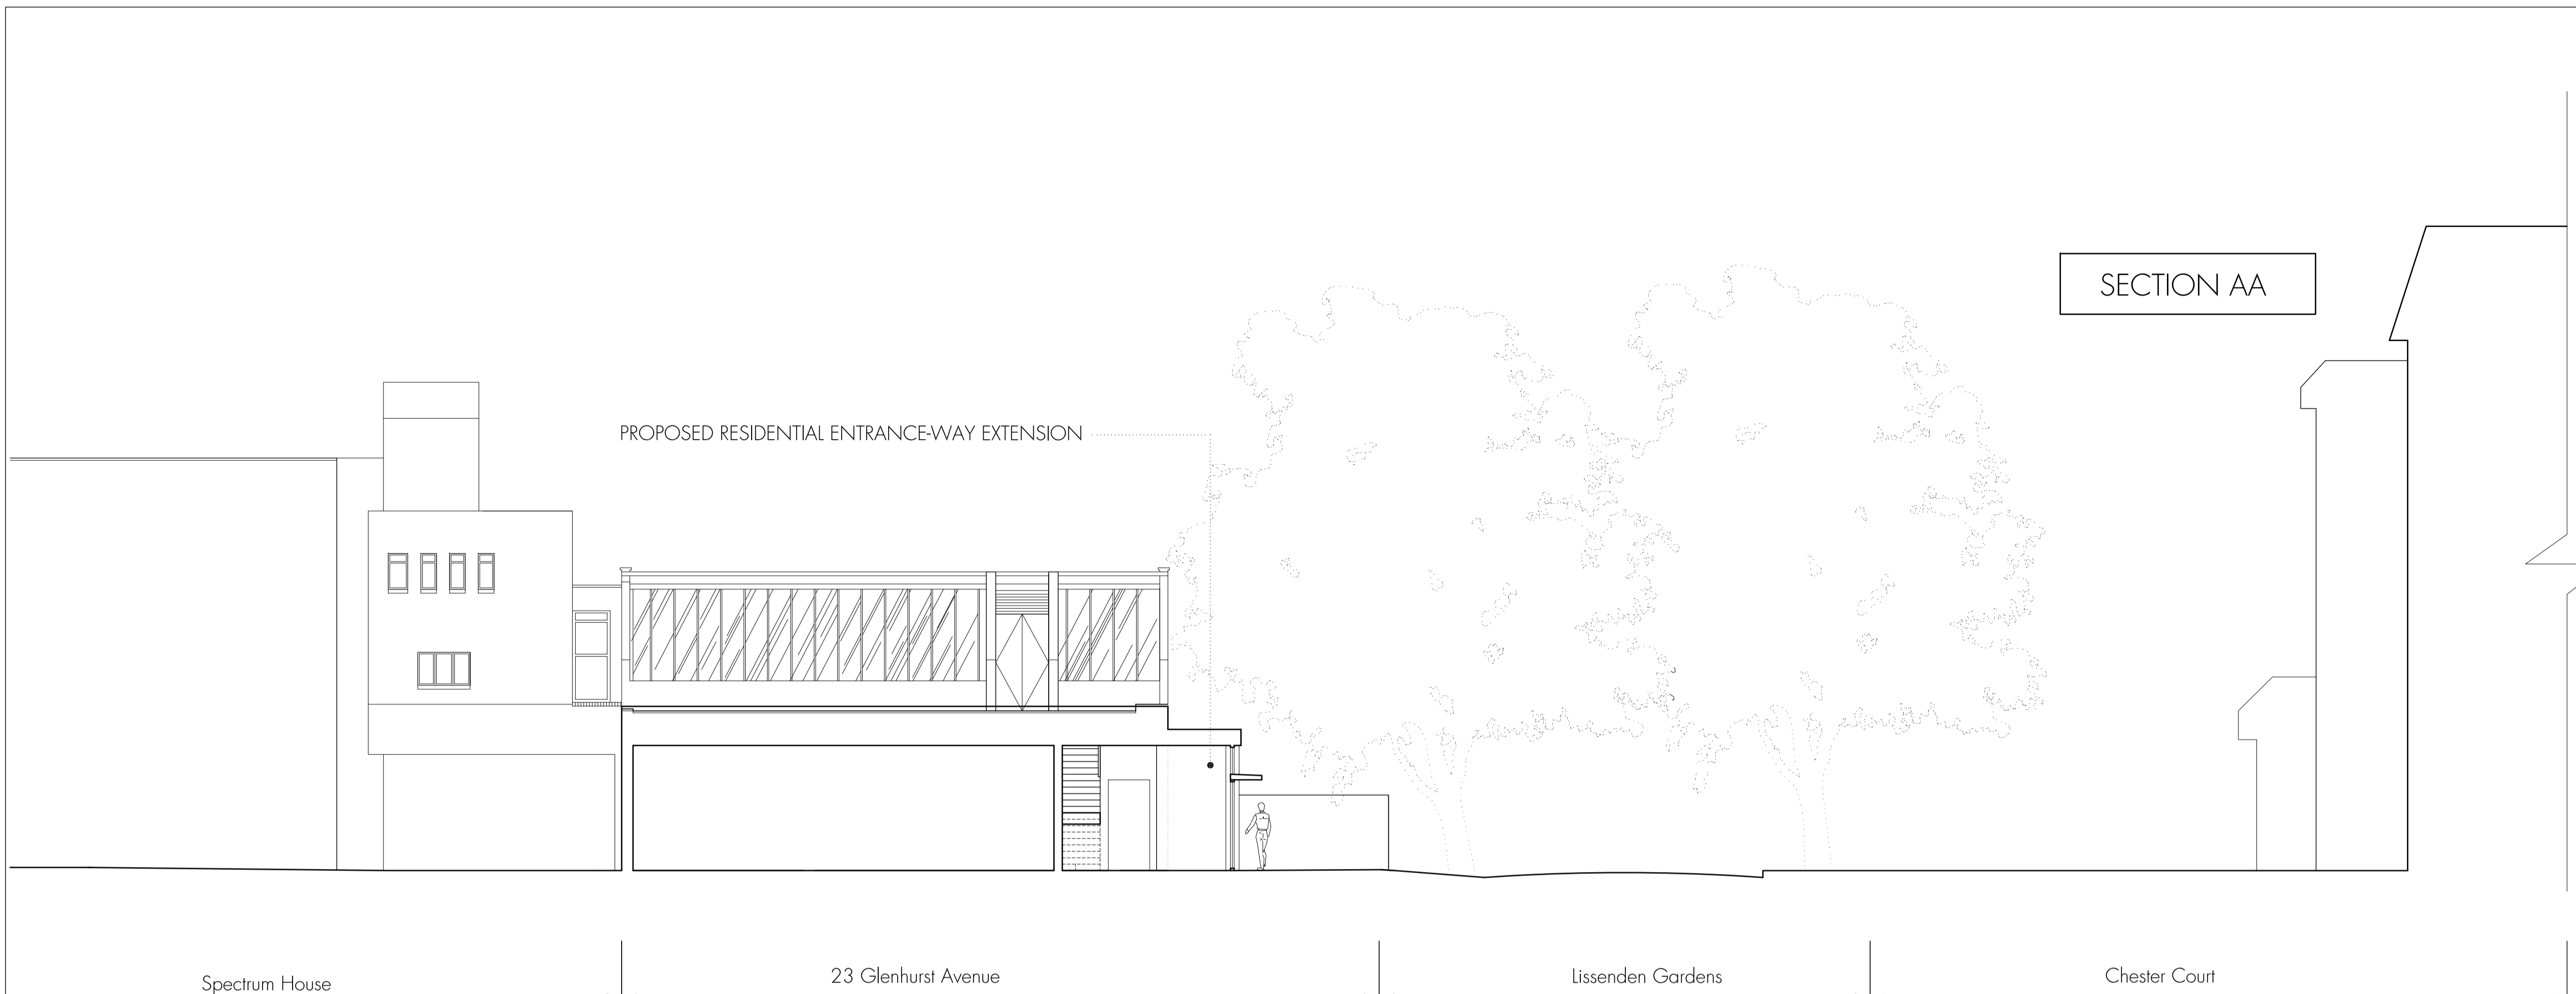 SECTION AA
PROPOSED RESIDENTIAL ENTRANCE-WAY EXTENSION
Spectrum House
23 Glenhurst Avenue
Lissenden Gardens
Chester Court